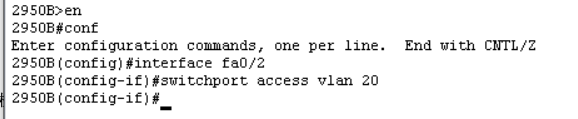 2950B>en
2950B#conf
Enter configuration commands, one per line.  End with CNTL/Z
2950B(config)#interface fa0/2
2950B(config-if)#switchport access vlan 20
2950B(config-if)#